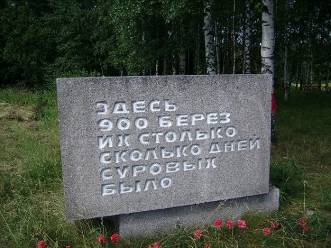 ЗДЕСЬ
900 БЕРЕЗ
ИХ СТОЛЬКО
СКОЛЬКО ДНЕЙ
СУРОВЫХ
БЫЛО